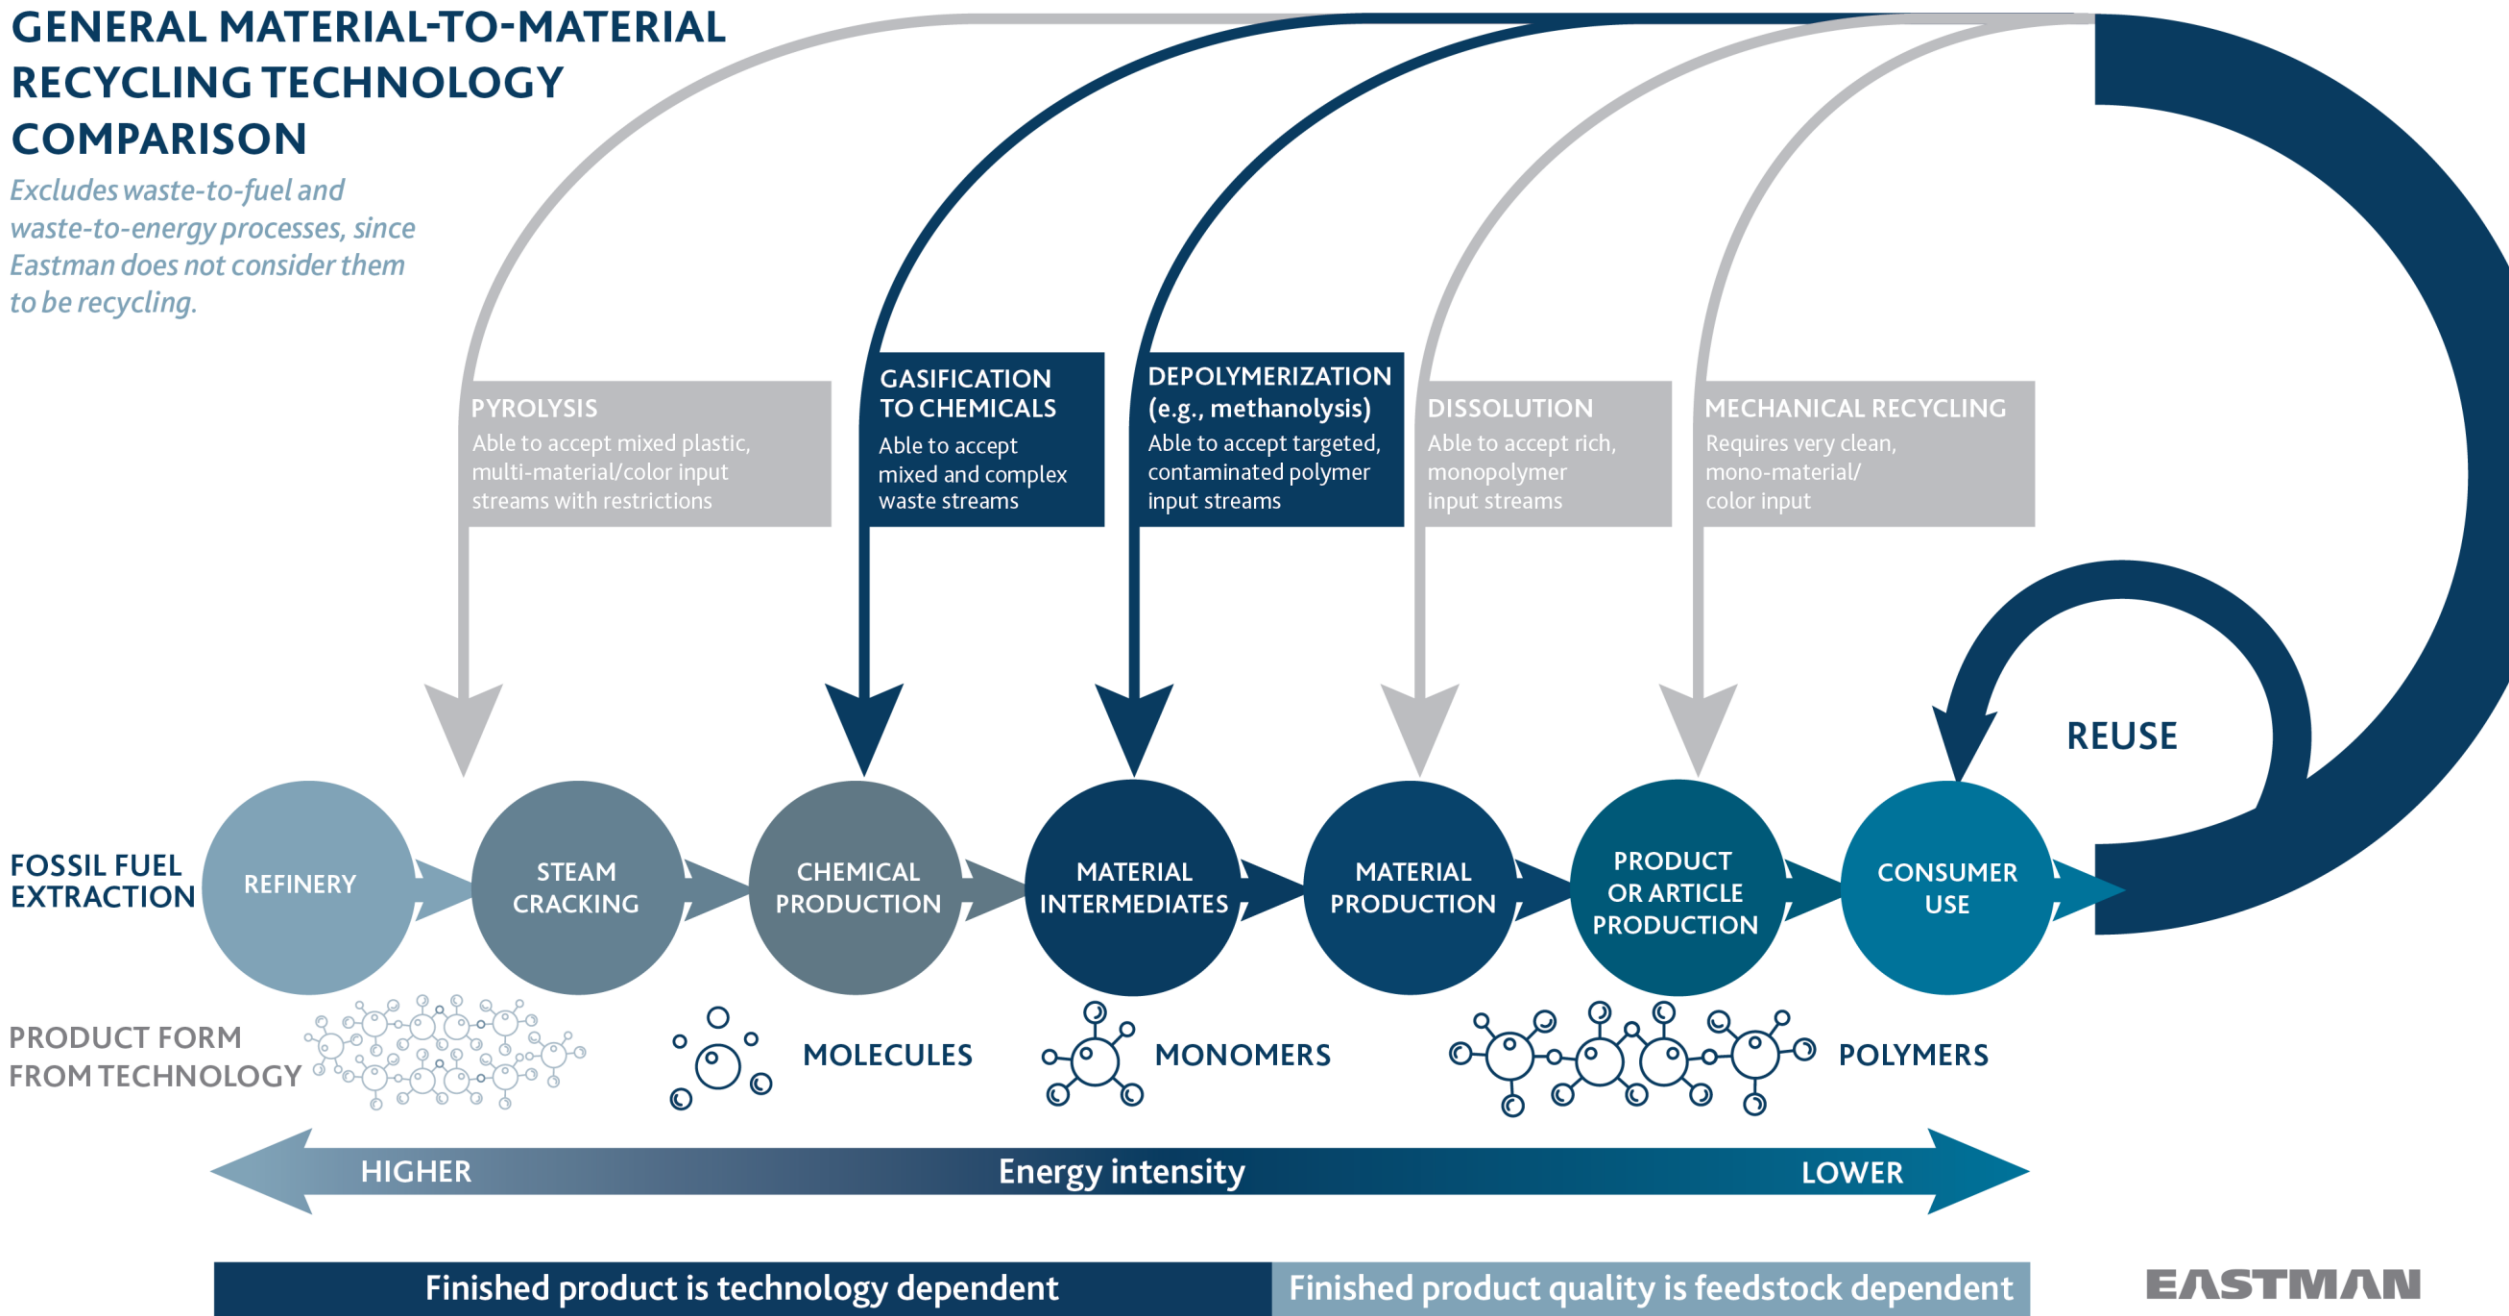 GENERAL MATERIAL-TO-MATERIAL
RECYCLING TECHNOLOGY
COMPARISON
Excludes waste-to-fuel and
waste-to-energy processes, since
Eastman does not consider them
to be recycling.
PYROLYSIS
Able to accept mixed plastic,
multi-material/color input
streams with restrictions
GASIFICATION
TO CHEMICALS
Able to accept
mixed and complex
waste streams
DEPOLYMERIZATION
(e.g., methanolysis)
Able to accept targeted,
contaminated polymer
input streams
DISSOLUTION
Able to accept rich,
monopolymer
input streams
MECHANICAL RECYCLING
Requires very clean,
mono-material/
color input
REUSE
FOSSIL FUEL
EXTRACTION
REFINERY
STEAM
CRACKING
CHEMICAL
PRODUCTION
MATERIAL
INTERMEDIATES
MATERIAL
PRODUCTION
PRODUCT
OR ARTICLE
PRODUCTION
CONSUMER
USE
PRODUCT FORM
FROM TECHNOLOGY
MOLECULES
MONOMERS
POLYMERS
HIGHER
Energy intensity
LOWER
Finished product is technology dependent
Finished product quality is feedstock dependent
EASTMAN